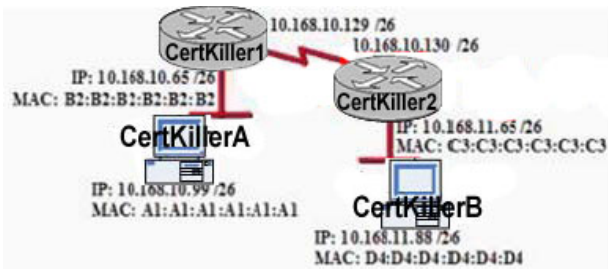 10.168.10.129 /26
CertKiller1
10.168.10.130 /26
IP: 10.168.10.65 /26
MAC: B2:B2:B2:B2:B2:B2
CertKiller2
CertKillerA
IP: 10.168.11.65 /26
MAC: C3:C3:C3:C3:C3:C3
IP: 10.168.10.99 /26
MAC: A1:A1:A1:A1:A1:A1
CertKillerB
IP: 10.168.11.88 /26
MAC: D4:D4:D4:D4:D4:D4